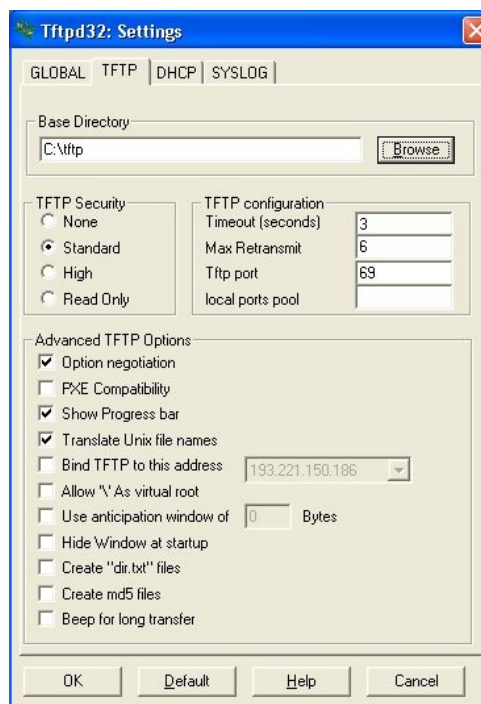 Tftpd32: Settings
GLOBAL TFTP DHCP SYSLOG
Base Directory
C:\tftp
Browse
TFTP Security
None
Standard
High
Read Only
TFTP configuration
Timeout (seconds) 3
Max Retransmit 6
Tftp port 69
local ports pool
Advanced TFTP Options
Option negotiation
PXE Compatibility
Show Progress bar
Translate Unix file names
Bind TFTP to this address 193.221.150.186
Allow '\' As virtual root
Use anticipation window of 0 Bytes
Hide Window at startup
Create "dir.txt" files
Create md5 files
Beep for long transfer
OK Default Help Cancel